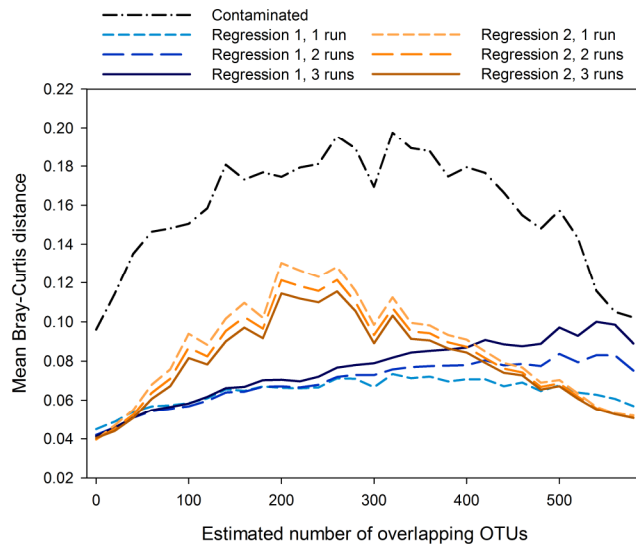 Contaminated
Regression 1, 1 run
Regression 2, 1 run
Regression 1, 2 runs
Regression 2, 2 runs
Regression 1, 3 runs
Regression 2, 3 runs
0.22
0.20
0.18
0.16
0.14
0.12
0.10
0.08
0.06
0.04
0.02
Mean Bray-Curtis distance
0 100 200 300 400 500
Estimated number of overlapping OTUs